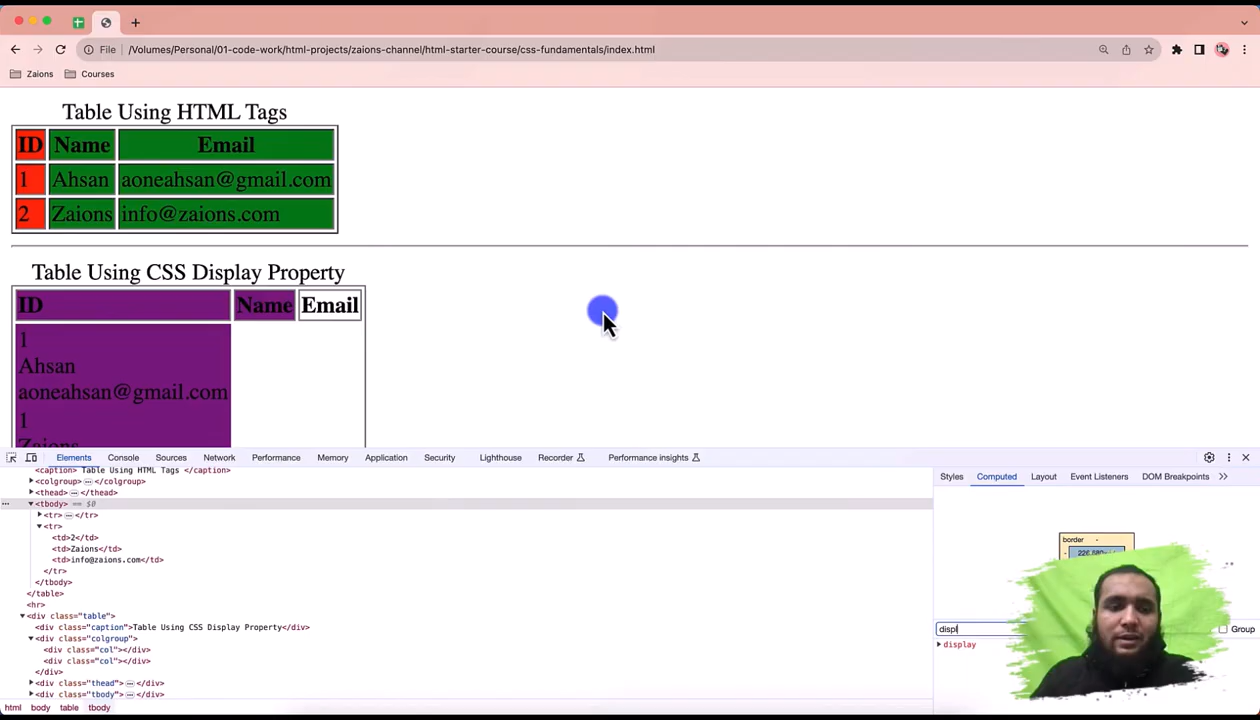 File /Volumes/Personal/01-code-work/html-projects/zaions-channel/html-starter-course/css-fundamentals/index.html
Zaions Courses
Table Using HTML Tags
ID Name Email
1 Ahsan aoneahsan@gmail.com
2 Zaions info@zaions.com
Table Using CSS Display Property
ID Name Email
1
Ahsan
aoneahsan@gmail.com
1
Zaions
Elements Console Sources Network Performance Memory Application Security Lighthouse Recorder Performance insights
<caption> Table Using HTML Tags </caption>
<colgroup>…</colgroup>
<thead>…</thead>
… <tbody> == $0
<tr>…</tr>
<tr>
<td>2</td>
<td>Zaions</td>
<td>info@zaions.com</td>
</tr>
</tbody>
</table>
<hr>
<div class="table">
<div class="caption">Table Using CSS Display Property</div>
<div class="colgroup">
<div class="col"></div>
<div class="col"></div>
</div>
<div class="thead">…</div>
<div class="tbody">…</div>
html body table tbody
Styles Computed Layout Event Listeners DOM Breakpoints
border -
displ
Group
display